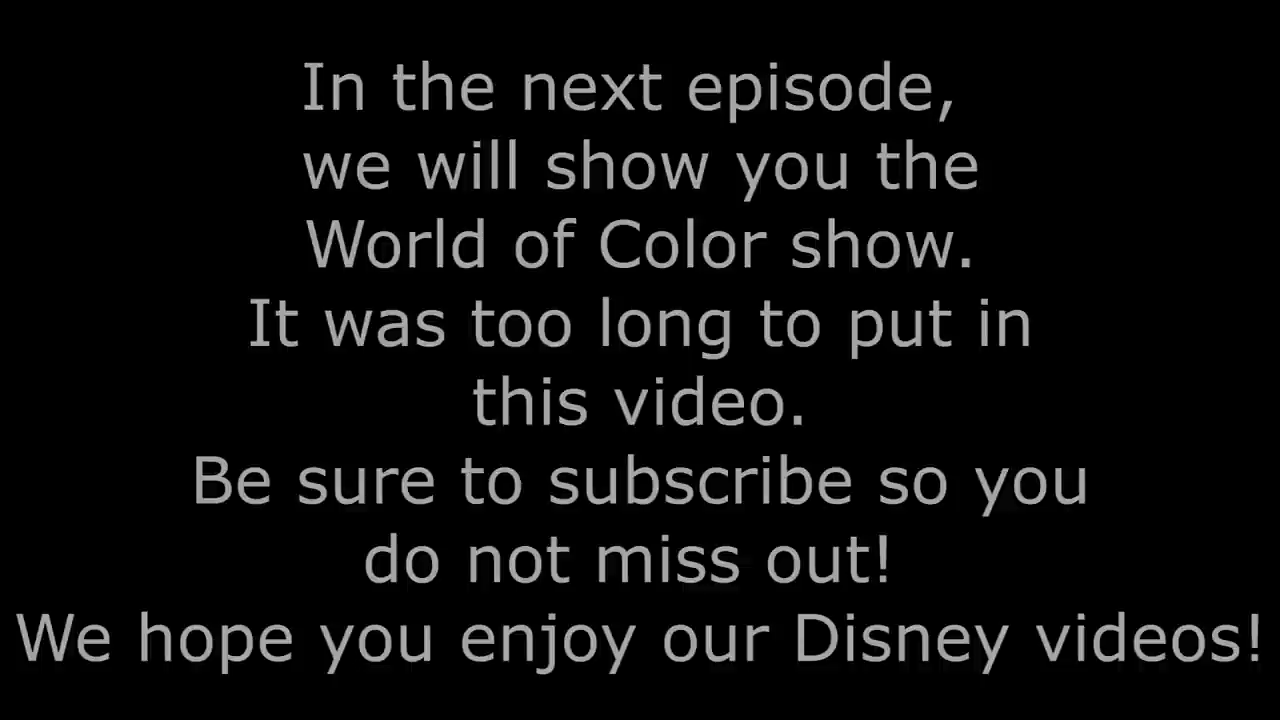 In the next episode,
we will show you the
World of Color show.
It was too long to put in
this video.
Be sure to subscribe so you
do not miss out!
We hope you enjoy our Disney videos!